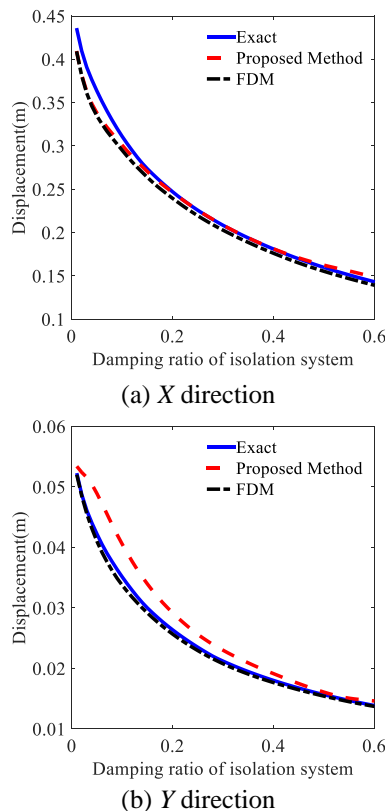 0.45
Exact
0.4
Proposed Method
FDM
0.35
0.3
0.25
0.2
0.15
0.1
Displacement(m)
0
0.2
0.4
0.6
Damping ratio of isolation system
(a) X direction
0.06
Exact
Proposed Method
0.05
FDM
0.04
0.03
0.02
0.01
Displacement(m)
0
0.2
0.4
0.6
Damping ratio of isolation system
(b) Y direction